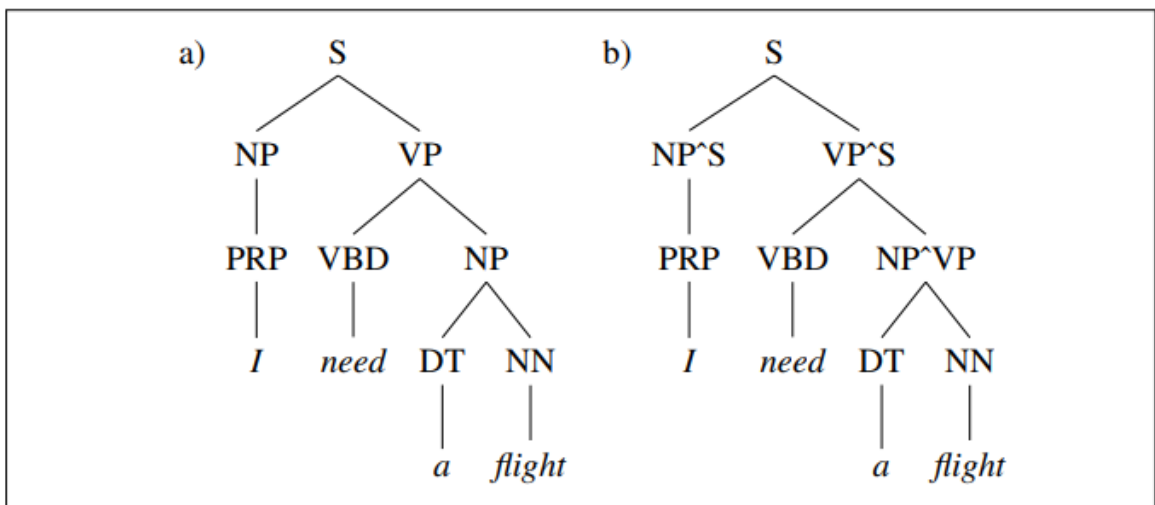 a) S b) S
NP VP NP^S VP^S
PRP VBD NP PRP VBD NP^VP
I need DT NN I need DT NN
a flight a flight